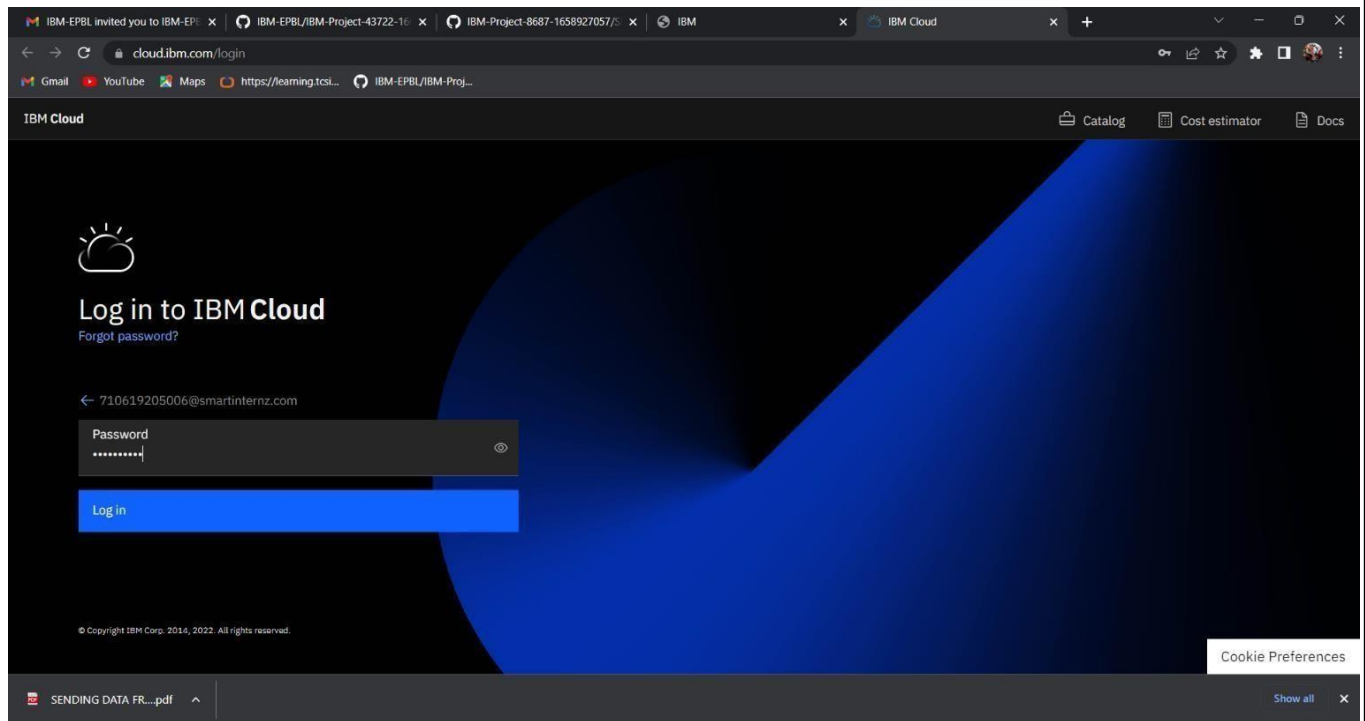 IBM-EPBL invited you to IBM-EPB
IBM-EPBL/IBM-Project-43722-16
IBM-Project-8687-1658927057/S
IBM
IBM Cloud
cloud.ibm.com/login
Gmail
YouTube
Maps
https://learning.tcsi...
IBM-EPBL/IBM-Proj...
IBM Cloud
Catalog
Cost estimator
Docs
Log in to IBM Cloud
Forgot password?
← 710619205006@smartinternz.com
Password
••••••••••
Log in
© Copyright IBM Corp. 2014, 2022. All rights reserved.
Cookie Preferences
SENDING DATA FR....pdf
Show all